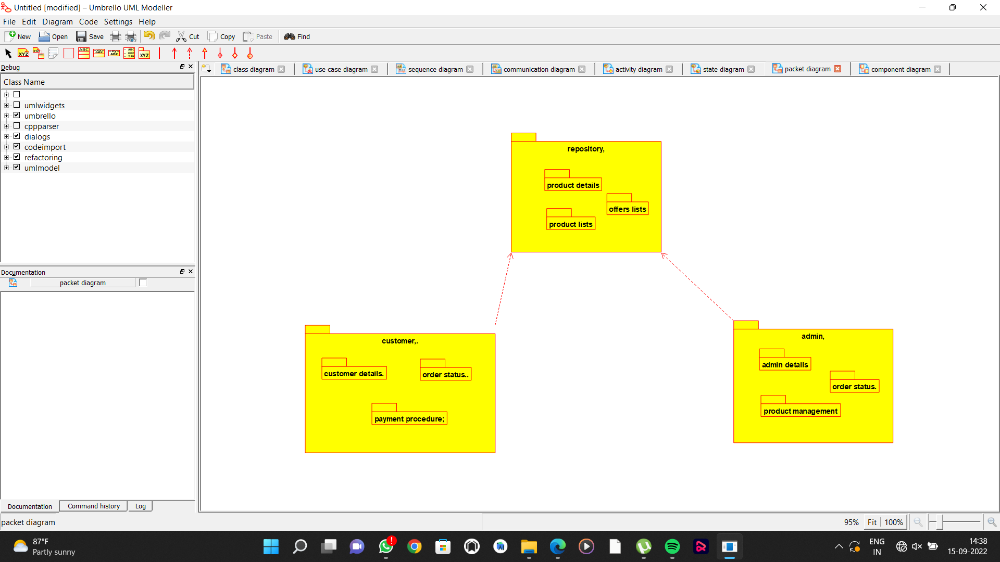 Untitled [modified] – Umbrello UML Modeller
File Edit Diagram Code Settings Help
New Open Save Cut Copy Paste Find
Debug
class diagram use case diagram sequence diagram communication diagram activity diagram state diagram packet diagram component diagram
Class Name
umlwidgets
umbrello
cppparser
dialogs
codeimport
refactoring
umlmodel
Documentation
packet diagram
Documentation Command history Log
repository,
product details
offers lists
product lists
customer,.
customer details.
order status..
payment procedure;
admin,
admin details
order status.
product management
packet diagram
95% Fit 100%
87°F
Partly sunny
ENG
IN
14:38
15-09-2022